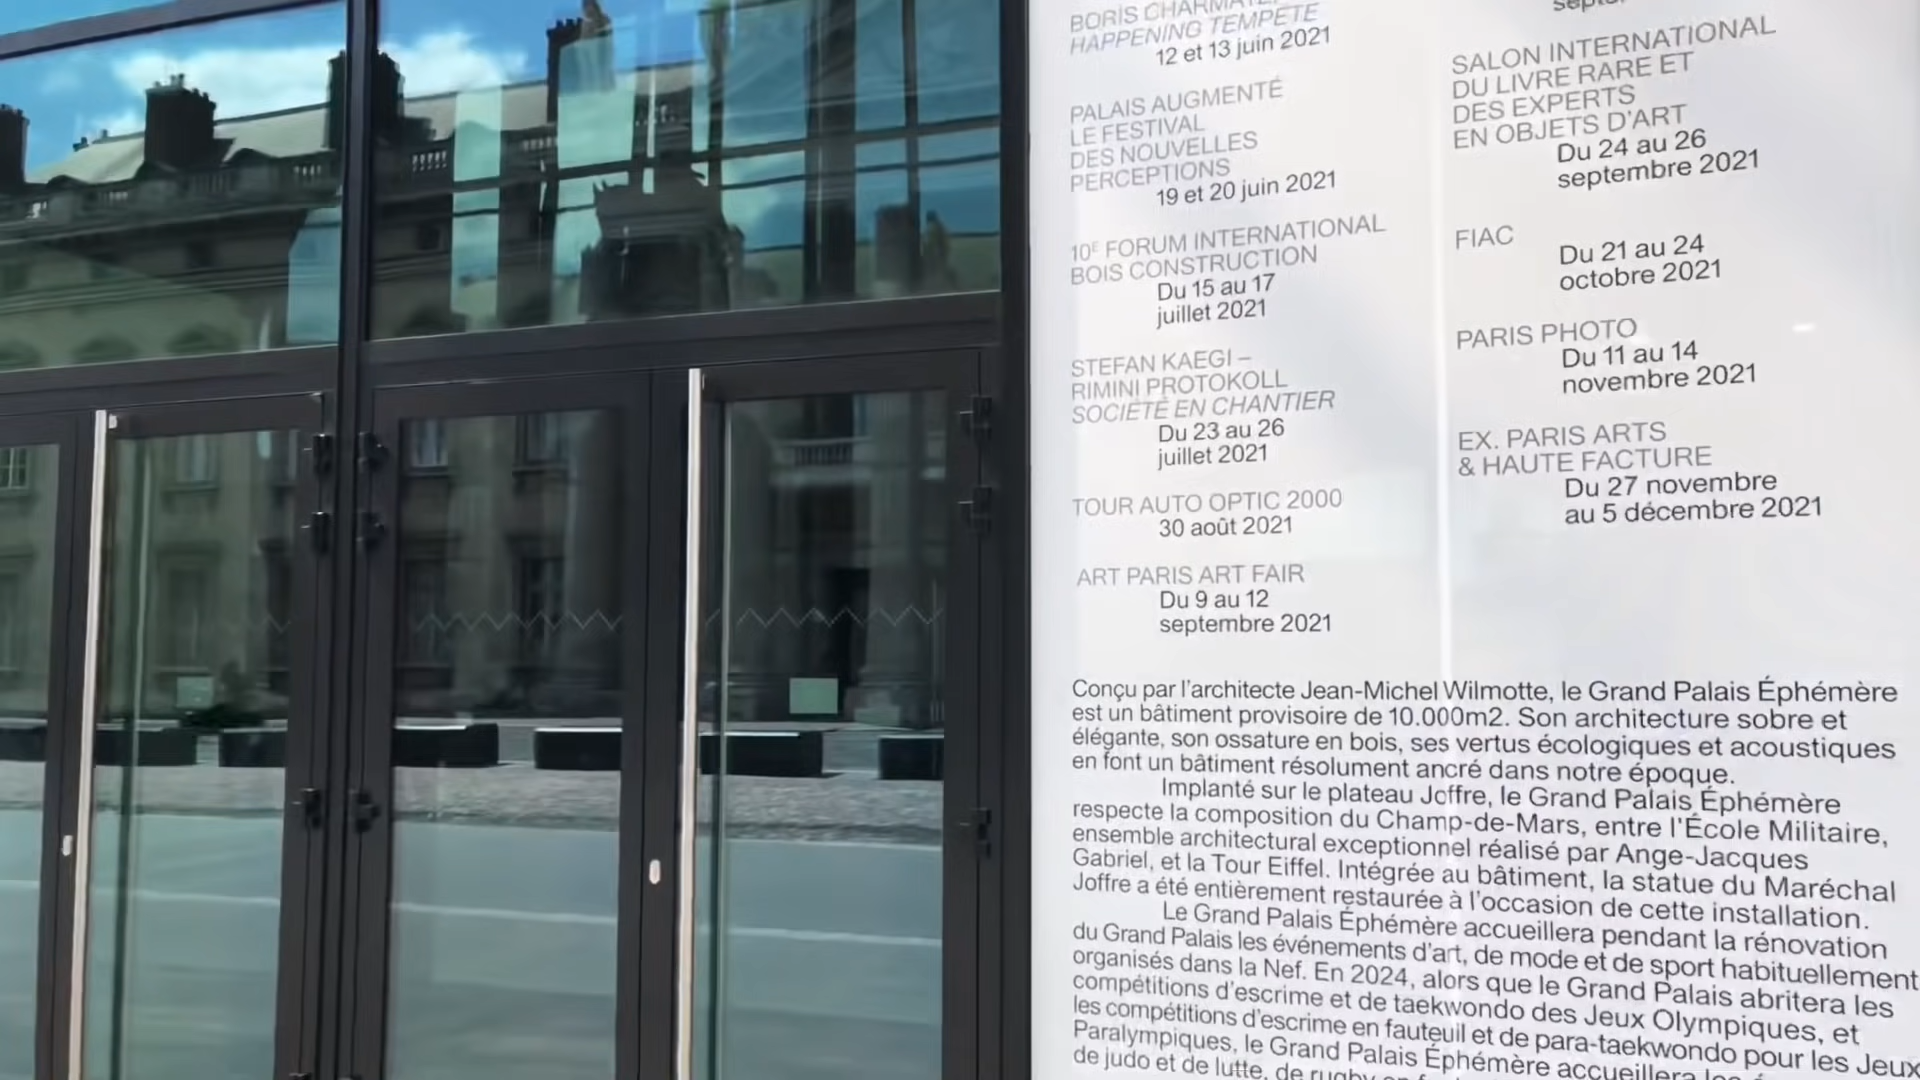 BORIS CHARMATZ
HAPPENING TEMPÊTE
12 et 13 juin 2021
PALAIS AUGMENTÉ
LE FESTIVAL
DES NOUVELLES
PERCEPTIONS
19 et 20 juin 2021
10E FORUM INTERNATIONAL
BOIS CONSTRUCTION
Du 15 au 17
juillet 2021
STEFAN KAEGI –
RIMINI PROTOKOLL
SOCIÉTÉ EN CHANTIER
Du 23 au 26
juillet 2021
TOUR AUTO OPTIC 2000
30 août 2021
ART PARIS ART FAIR
Du 9 au 12
septembre 2021
SALON INTERNATIONAL
DU LIVRE RARE ET
DES EXPERTS
EN OBJETS D'ART
Du 24 au 26
septembre 2021
FIAC
Du 21 au 24
octobre 2021
PARIS PHOTO
Du 11 au 14
novembre 2021
EX. PARIS ARTS
& HAUTE FACTURE
Du 27 novembre
au 5 décembre 2021
Conçu par l'architecte Jean-Michel Wilmotte, le Grand Palais Éphémère
est un bâtiment provisoire de 10.000m2. Son architecture sobre et
élégante, son ossature en bois, ses vertus écologiques et acoustiques
en font un bâtiment résolument ancré dans notre époque.
Implanté sur le plateau Joffre, le Grand Palais Éphémère
respecte la composition du Champ-de-Mars, entre l'École Militaire,
ensemble architectural exceptionnel réalisé par Ange-Jacques
Gabriel, et la Tour Eiffel. Intégrée au bâtiment, la statue du Maréchal
Joffre a été entièrement restaurée à l'occasion de cette installation.
Le Grand Palais Éphémère accueillera pendant la rénovation
du Grand Palais les événements d'art, de mode et de sport habituellement
organisés dans la Nef. En 2024, alors que le Grand Palais abritera les
compétitions d'escrime et de taekwondo des Jeux Olympiques, et
les compétitions d'escrime en fauteuil et de para-taekwondo pour les Jeux
Paralympiques, le Grand Palais Éphémère accueillera les
de judo et de lutte, de rugby en